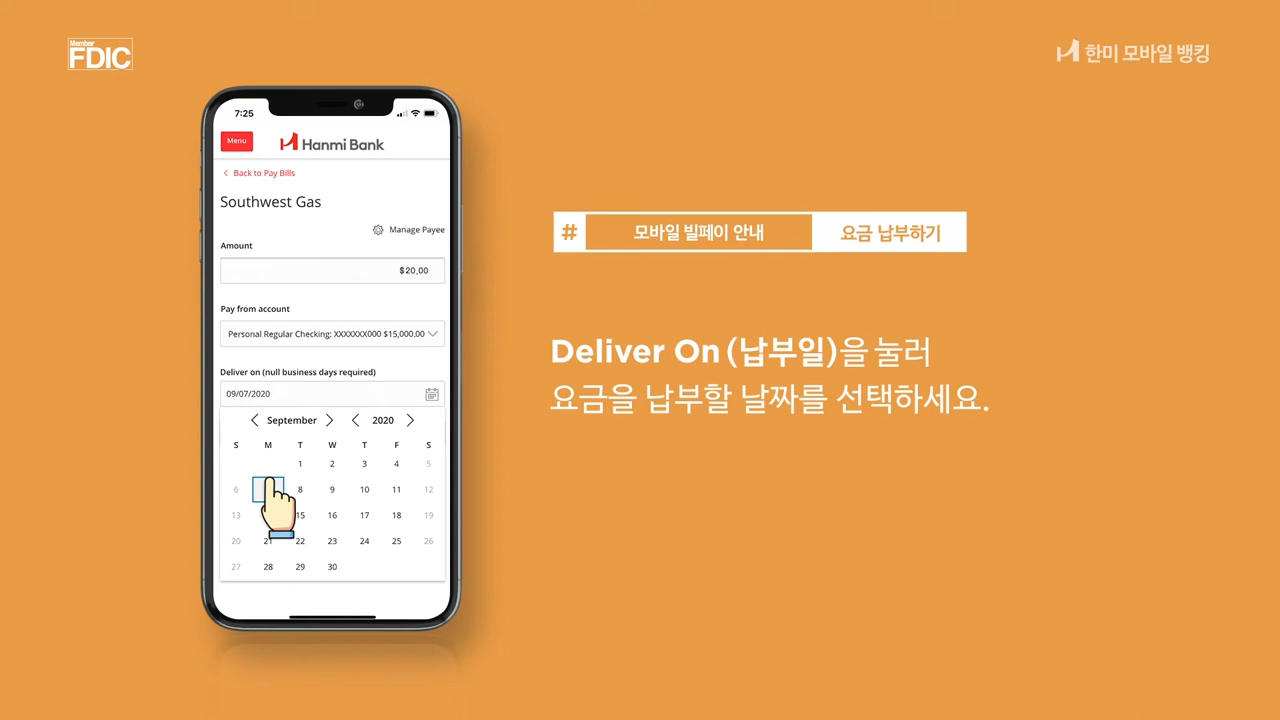 Member
FDIC
한미 모바일 뱅킹
7:25
Menu
Hanmi Bank
Back to Pay Bills
Southwest Gas
Manage Payee
Amount
$20.00
Pay from account
Personal Regular Checking: XXXXXXX000 $15,000.00
Deliver on (null business days required)
09/07/2020
September 2020
S M T W T F S
1 2 3 4 5
6 8 9 10 11 12
13 15 16 17 18 19
20 21 22 23 24 25 26
27 28 29 30
# 모바일 빌페이 안내 요금 납부하기
Deliver On (납부일)을 눌러
요금을 납부할 날짜를 선택하세요.